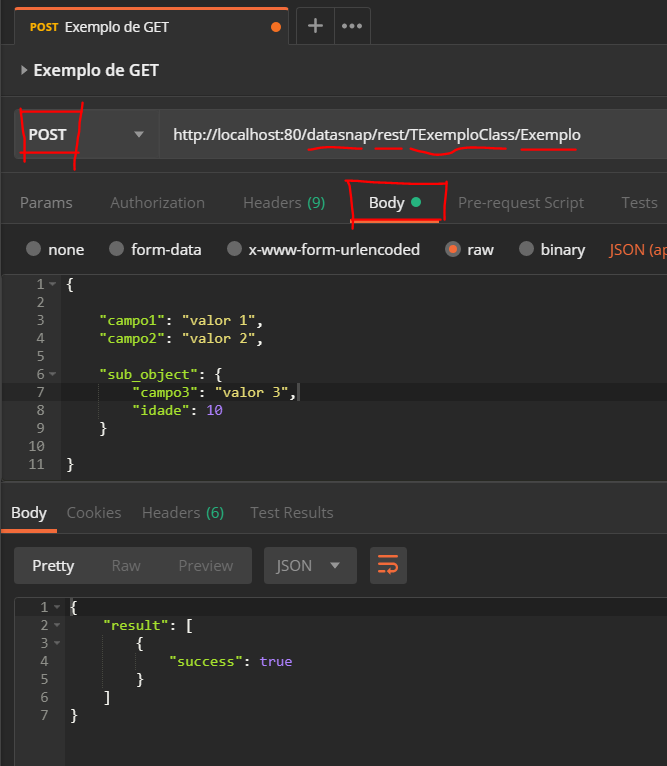 POST Exemplo de GET
Exemplo de GET
POST http://localhost:80/datasnap/rest/TExemploClass/Exemplo
Params Authorization Headers (9) Body Pre-request Script Tests
none form-data x-www-form-urlencoded raw binary JSON (ap
1 {
2
3 "campo1": "valor 1",
4 "campo2": "valor 2",
5
6 "sub_object": {
7 "campo3": "valor 3",
8 "idade": 10
9 }
10
11 }
Body Cookies Headers (6) Test Results
Pretty Raw Preview JSON
1 {
2 "result": [
3 {
4 "success": true
5 }
6 ]
7 }